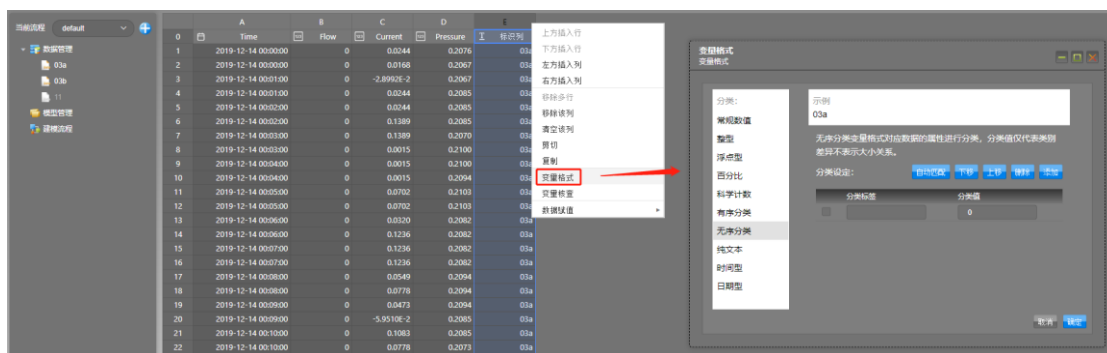 当前流程 default
数据管理
03a
03b
11
模型管理
建模流程
A B C D E
0 Time Flow Current Pressure 标识列
1 2019-12-14 00:00:00 0 0.0244 0.2076 03a
2 2019-12-14 00:00:00 0 0.0168 0.2067 03a
3 2019-12-14 00:01:00 0 -2.8992E-2 0.2067 03a
4 2019-12-14 00:01:00 0 0.0244 0.2085 03a
5 2019-12-14 00:02:00 0 0.0244 0.2085 03a
6 2019-12-14 00:02:00 0 0.1389 0.2085 03a
7 2019-12-14 00:03:00 0 0.1389 0.2070 03a
8 2019-12-14 00:03:00 0 0.0015 0.2100 03a
9 2019-12-14 00:04:00 0 0.0015 0.2100 03a
10 2019-12-14 00:04:00 0 0.0015 0.2094 03a
11 2019-12-14 00:05:00 0 0.0702 0.2103 03a
12 2019-12-14 00:05:00 0 0.0702 0.2103 03a
13 2019-12-14 00:06:00 0 0.0320 0.2082 03a
14 2019-12-14 00:06:00 0 0.1236 0.2082 03a
15 2019-12-14 00:07:00 0 0.1236 0.2082 03a
16 2019-12-14 00:07:00 0 0.1236 0.2082 03a
17 2019-12-14 00:08:00 0 0.0549 0.2094 03a
18 2019-12-14 00:08:00 0 0.0778 0.2094 03a
19 2019-12-14 00:09:00 0 0.0473 0.2094 03a
20 2019-12-14 00:09:00 0 -5.9510E-2 0.2085 03a
21 2019-12-14 00:10:00 0 0.1083 0.2085 03a
22 2019-12-14 00:10:00 0 0.0778 0.2073 03a
上方插入行
下方插入行
左方插入列
右方插入列
移除多行
移除该列
清空该列
剪切
复制
变量格式
变量核查
数据赋值
变量格式
变量格式
分类:
常规数值
整型
浮点型
百分比
科学计数
有序分类
无序分类
纯文本
时间型
日期型
示例
03a
无序分类变量格式对应数据的属性进行分类。分类值仅代表类别
差异不表示大小关系。
分类设定: 自动匹配 下移 上移 删除 添加
分类标签 分类值
0
取消 确定